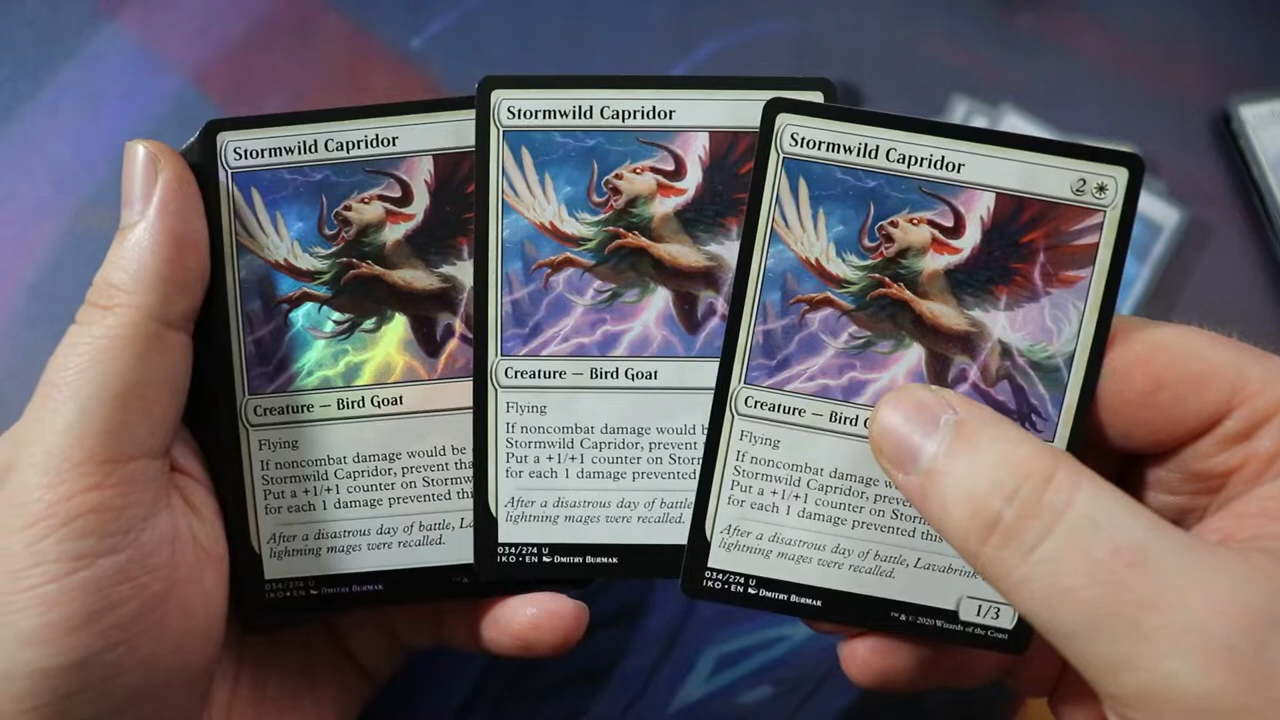 Stormwild Capridor
Creature — Bird Goat
Flying
If noncombat damage would be
Stormwild Capridor, prevent tha
Put a +1/+1 counter on Stormw
for each 1 damage prevented thi
After a disastrous day of battle, La
lightning mages were recalled.
034/274 U
IKO★EN DMITRY BURMAK
Stormwild Capridor
Creature — Bird Goat
Flying
If noncombat damage would b
Stormwild Capridor, prevent
Put a +1/+1 counter on Stor
for each 1 damage prevented
After a disastrous day of battle,
lightning mages were recalled.
034/274 U
IKO • EN DMITRY BURMAK
Stormwild Capridor
2
Creature — Bird
Flying
If noncombat damage w
Stormwild Capridor, preve
Put a +1/+1 counter on Storm
for each 1 damage prevented this
After a disastrous day of battle, Lavabrink
lightning mages were recalled.
1/3
034/274 U
IKO • EN DMITRY BURMAK
™ & © 2020 Wizards of the Coast